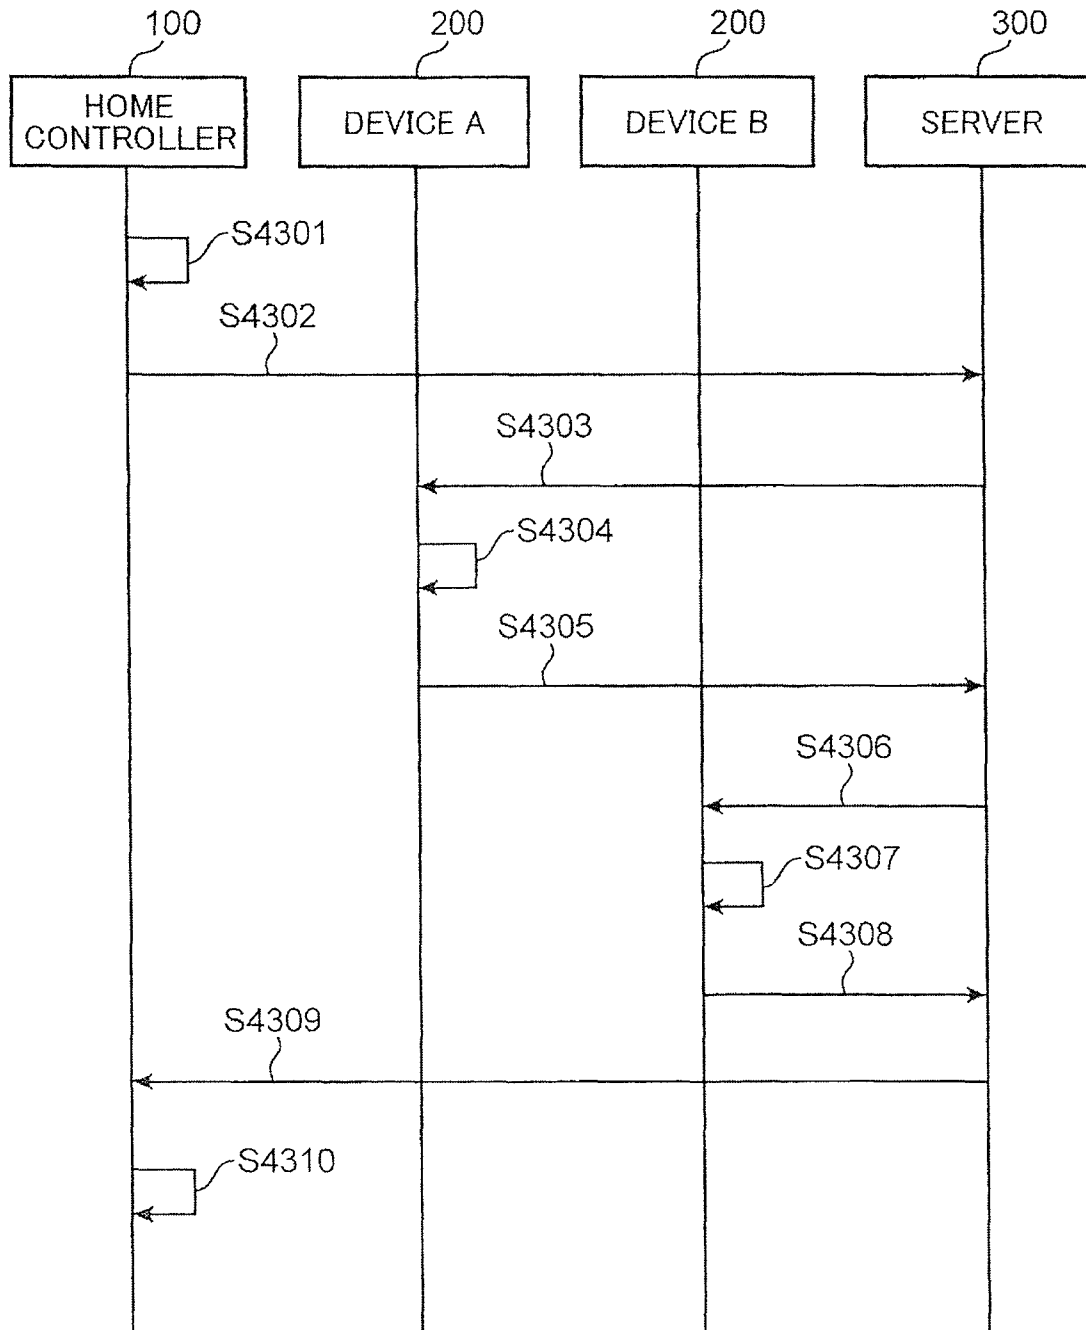 100
200
200
300
HOME
CONTROLLER
DEVICE A
DEVICE B
SERVER
S4301
S4302
S4303
S4304
S4305
S4306
S4307
S4308
S4309
S4310